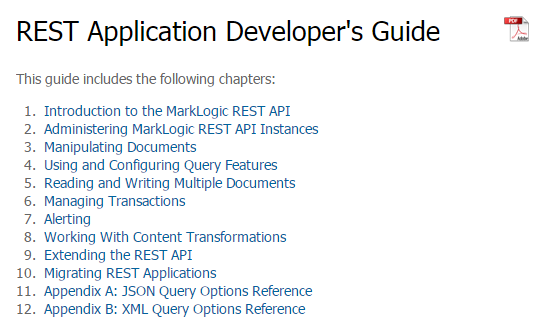 REST Application Developer's Guide
PDF
Adobe
This guide includes the following chapters:
1. Introduction to the MarkLogic REST API
2. Administering MarkLogic REST API Instances
3. Manipulating Documents
4. Using and Configuring Query Features
5. Reading and Writing Multiple Documents
6. Managing Transactions
7. Alerting
8. Working With Content Transformations
9. Extending the REST API
10. Migrating REST Applications
11. Appendix A: JSON Query Options Reference
12. Appendix B: XML Query Options Reference